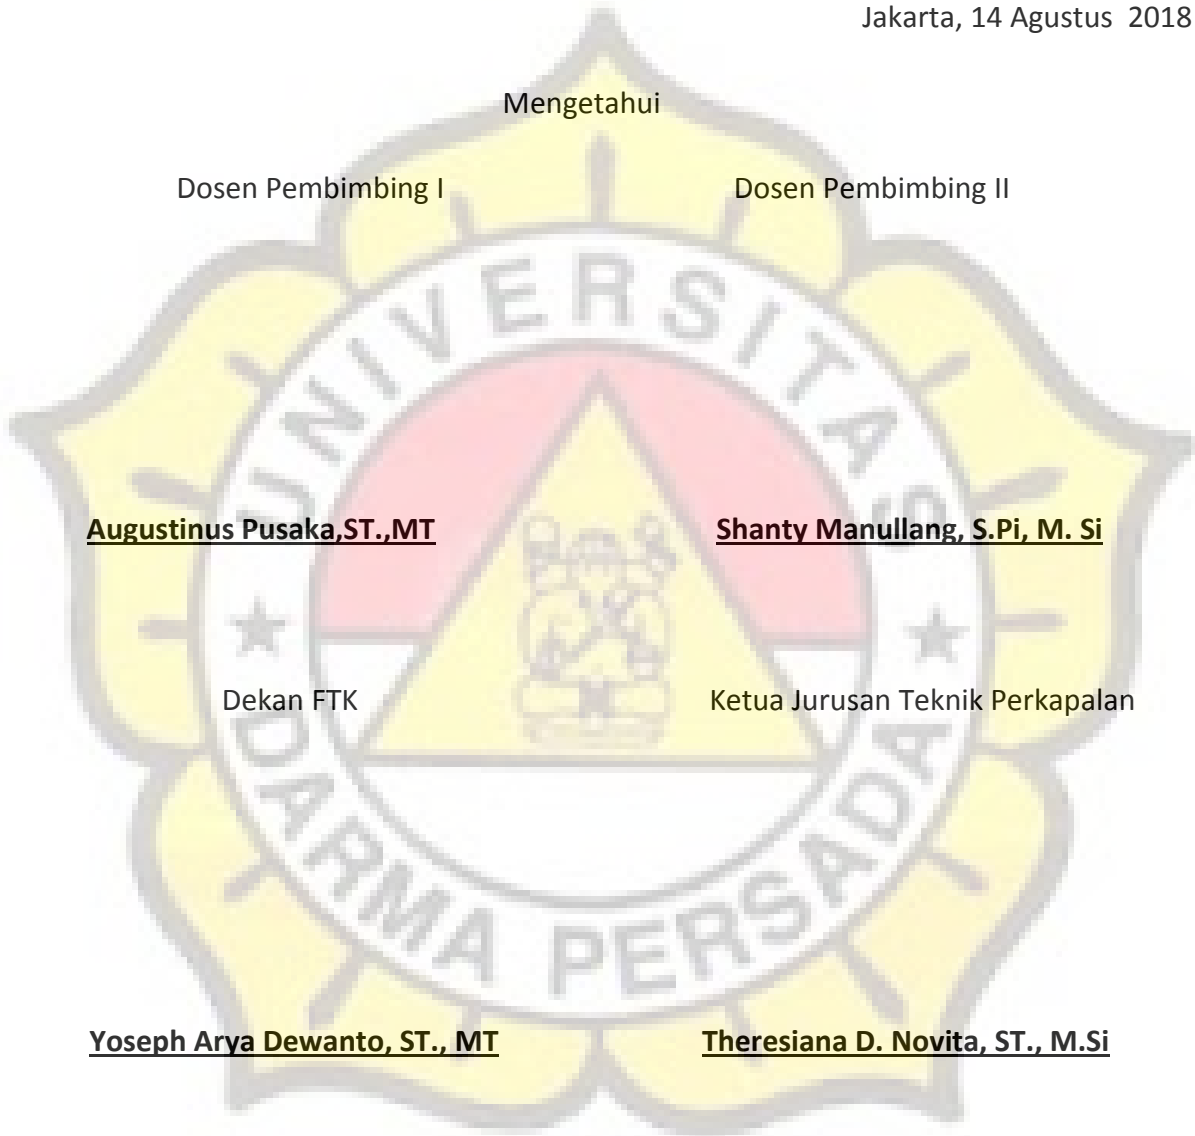 Jakarta, 14 Agustus 2018
Mengetahui
Dosen Pembimbing I Dosen Pembimbing II
UNIVERSITAS
Augustinus Pusaka,ST.,MT Shanty Manullang, S.Pi, M. Si
Dekan FTK Ketua Jurusan Teknik Perkapalan
DARMA PERSADA
Yoseph Arya Dewanto, ST., MT Theresiana D. Novita, ST., M.Si